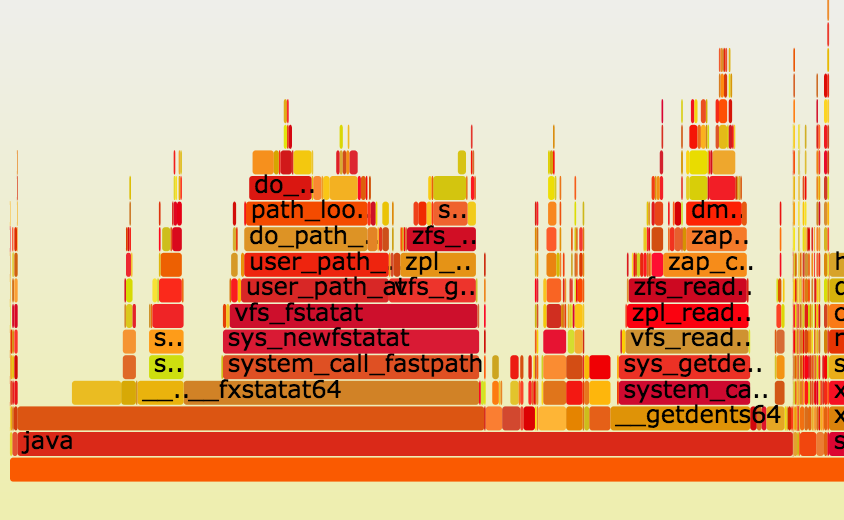 do_..
path_loo.. s.. dm..
do_path_.. zfs_.. zap..
user_path_.. zpl_.. zap_c..
user_path_at vfs_g.. zfs_read..
vfs_fstatat zpl_read..
s.. sys_newfstatat vfs_read..
s.. system_call_fastpath sys_getde..
__.. __fxstatat64 system_ca..
__getdents64
java